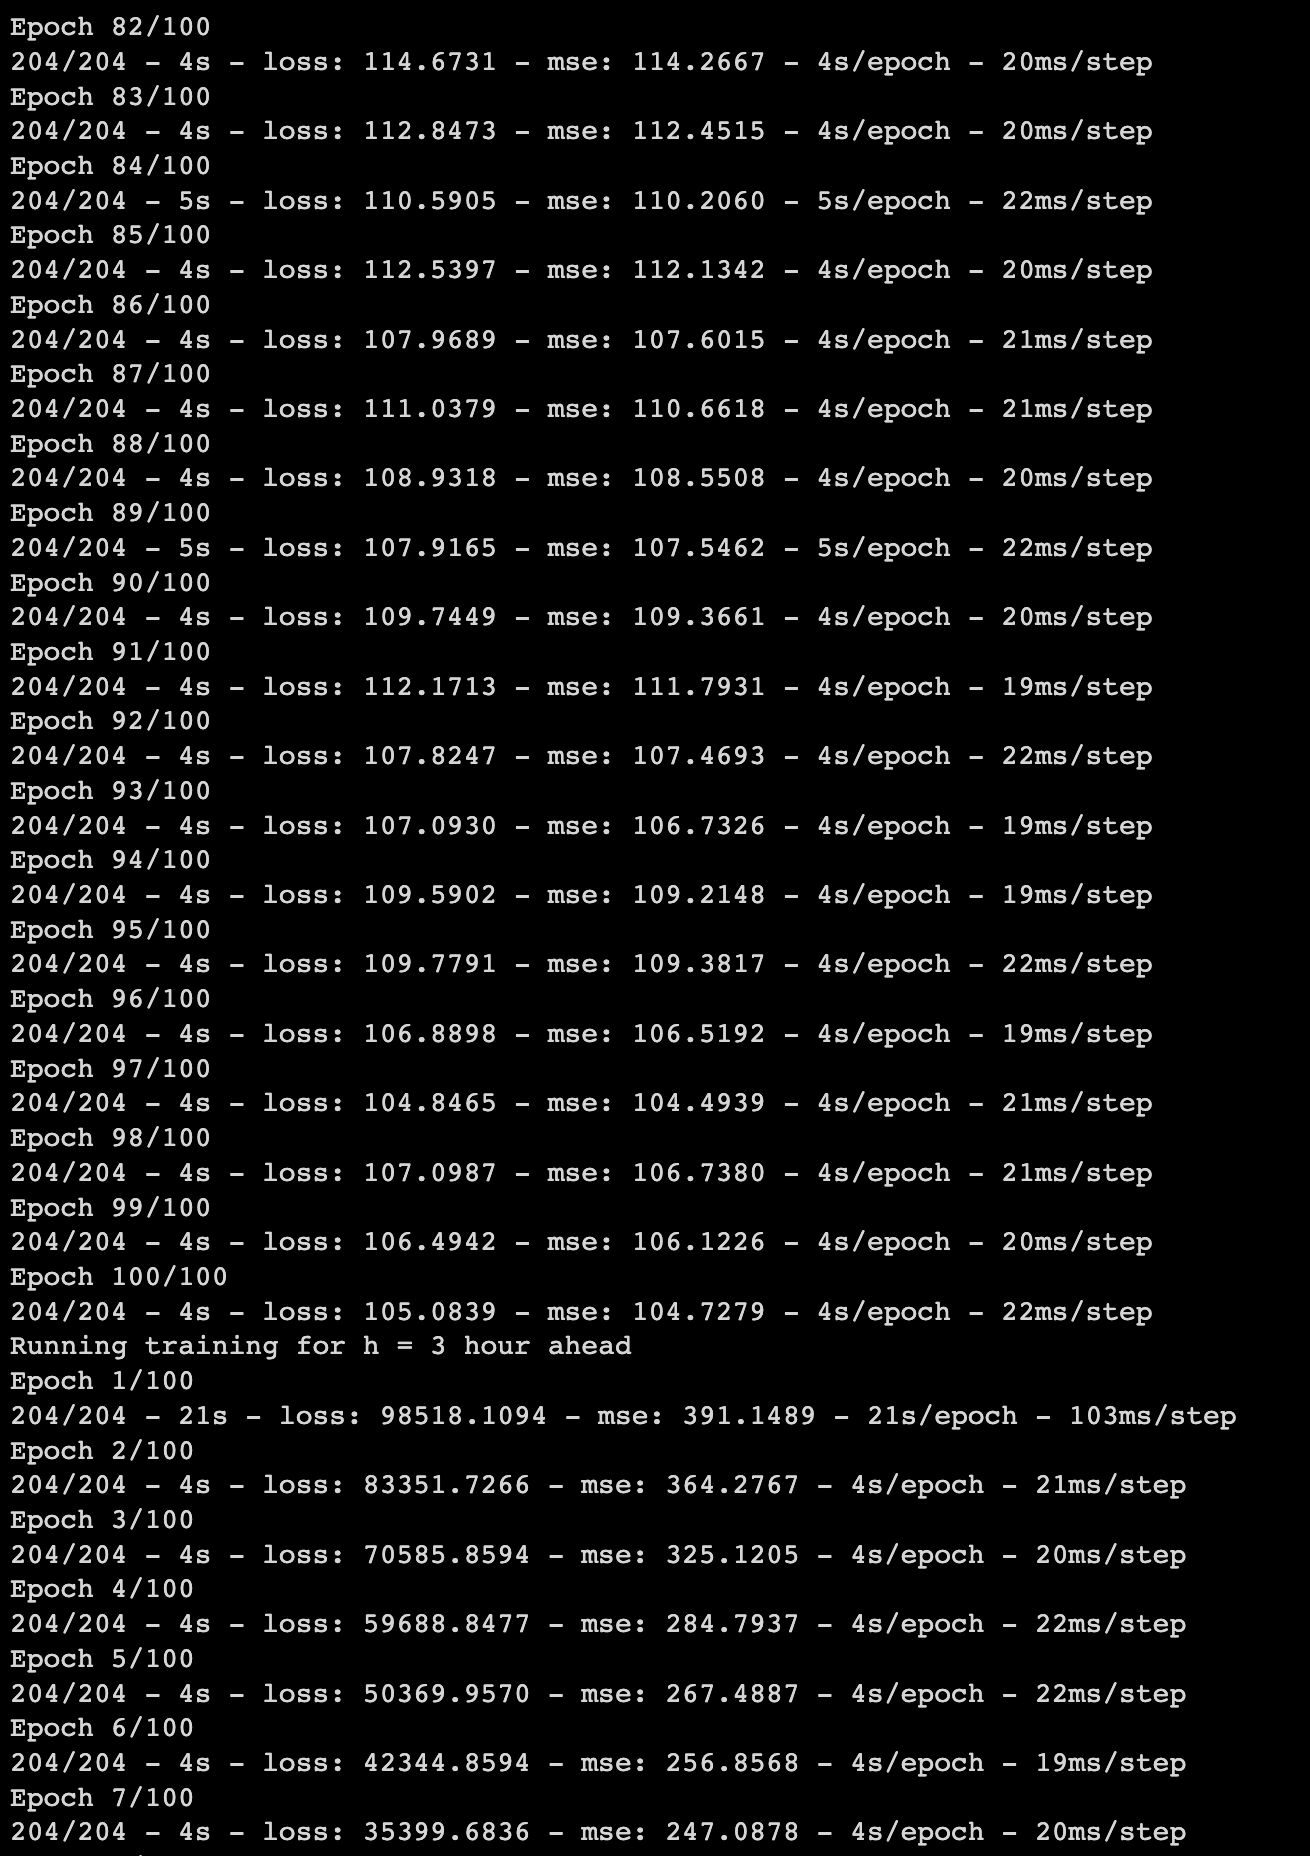 Epoch 82/100
204/204 - 4s - loss: 114.6731 - mse: 114.2667 - 4s/epoch - 20ms/step
Epoch 83/100
204/204 - 4s - loss: 112.8473 - mse: 112.4515 - 4s/epoch - 20ms/step
Epoch 84/100
204/204 - 5s - loss: 110.5905 - mse: 110.2060 - 5s/epoch - 22ms/step
Epoch 85/100
204/204 - 4s - loss: 112.5397 - mse: 112.1342 - 4s/epoch - 20ms/step
Epoch 86/100
204/204 - 4s - loss: 107.9689 - mse: 107.6015 - 4s/epoch - 21ms/step
Epoch 87/100
204/204 - 4s - loss: 111.0379 - mse: 110.6618 - 4s/epoch - 21ms/step
Epoch 88/100
204/204 - 4s - loss: 108.9318 - mse: 108.5508 - 4s/epoch - 20ms/step
Epoch 89/100
204/204 - 5s - loss: 107.9165 - mse: 107.5462 - 5s/epoch - 22ms/step
Epoch 90/100
204/204 - 4s - loss: 109.7449 - mse: 109.3661 - 4s/epoch - 20ms/step
Epoch 91/100
204/204 - 4s - loss: 112.1713 - mse: 111.7931 - 4s/epoch - 19ms/step
Epoch 92/100
204/204 - 4s - loss: 107.8247 - mse: 107.4693 - 4s/epoch - 22ms/step
Epoch 93/100
204/204 - 4s - loss: 107.0930 - mse: 106.7326 - 4s/epoch - 19ms/step
Epoch 94/100
204/204 - 4s - loss: 109.5902 - mse: 109.2148 - 4s/epoch - 19ms/step
Epoch 95/100
204/204 - 4s - loss: 109.7791 - mse: 109.3817 - 4s/epoch - 22ms/step
Epoch 96/100
204/204 - 4s - loss: 106.8898 - mse: 106.5192 - 4s/epoch - 19ms/step
Epoch 97/100
204/204 - 4s - loss: 104.8465 - mse: 104.4939 - 4s/epoch - 21ms/step
Epoch 98/100
204/204 - 4s - loss: 107.0987 - mse: 106.7380 - 4s/epoch - 21ms/step
Epoch 99/100
204/204 - 4s - loss: 106.4942 - mse: 106.1226 - 4s/epoch - 20ms/step
Epoch 100/100
204/204 - 4s - loss: 105.0839 - mse: 104.7279 - 4s/epoch - 22ms/step
Running training for h = 3 hour ahead
Epoch 1/100
204/204 - 21s - loss: 98518.1094 - mse: 391.1489 - 21s/epoch - 103ms/step
Epoch 2/100
204/204 - 4s - loss: 83351.7266 - mse: 364.2767 - 4s/epoch - 21ms/step
Epoch 3/100
204/204 - 4s - loss: 70585.8594 - mse: 325.1205 - 4s/epoch - 20ms/step
Epoch 4/100
204/204 - 4s - loss: 59688.8477 - mse: 284.7937 - 4s/epoch - 22ms/step
Epoch 5/100
204/204 - 4s - loss: 50369.9570 - mse: 267.4887 - 4s/epoch - 22ms/step
Epoch 6/100
204/204 - 4s - loss: 42344.8594 - mse: 256.8568 - 4s/epoch - 19ms/step
Epoch 7/100
204/204 - 4s - loss: 35399.6836 - mse: 247.0878 - 4s/epoch - 20ms/step